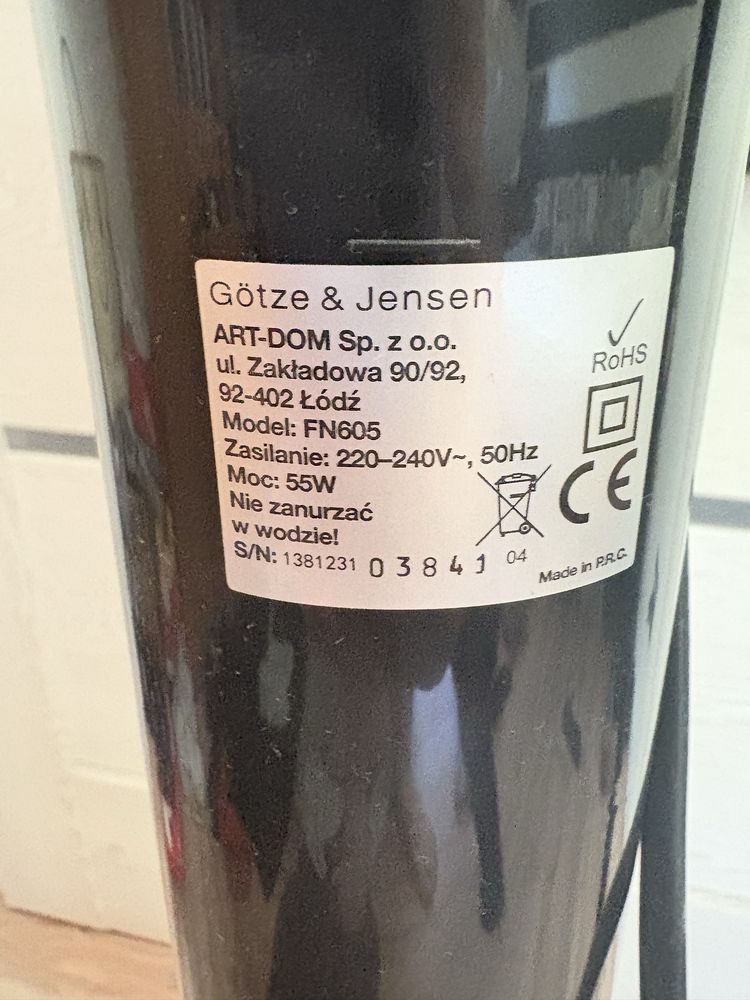 Götze & Jensen
ART-DOM Sp. z o.o.
ul. Zakładowa 90/92,
92-402 Łódź
Model: FN605
Zasilanie: 220–240V~, 50Hz
Moc: 55W
Nie zanurzać
w wodzie!
S/N: 1381231 03841 04
RoHS
CE
Made in P.R.C.